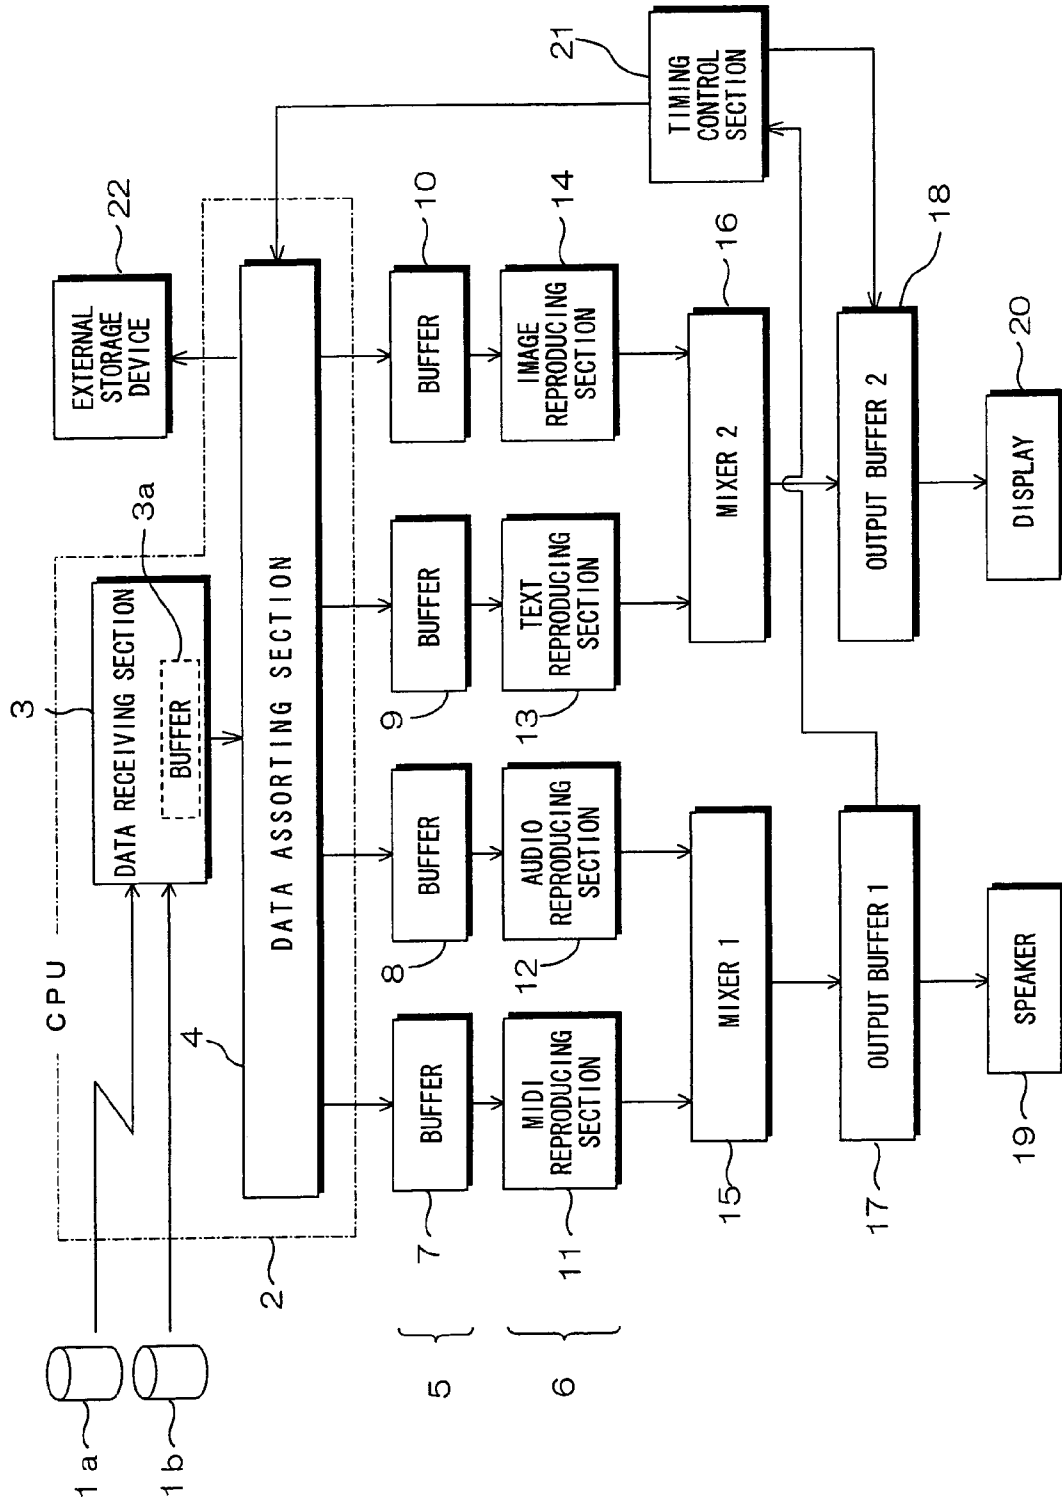 1a
1b
CPU
2
3
DATA RECEIVING SECTION
BUFFER
3a
EXTERNAL
STORAGE
DEVICE
22
4
DATA ASSORTING SECTION
5
7
BUFFER
8
BUFFER
9
BUFFER
10
BUFFER
6
11
MIDI
REPRODUCING
SECTION
12
AUDIO
REPRODUCING
SECTION
13
TEXT
REPRODUCING
SECTION
14
IMAGE
REPRODUCING
SECTION
21
TIMING
CONTROL
SECTION
15
MIXER 1
16
MIXER 2
17
OUTPUT BUFFER 1
18
OUTPUT BUFFER 2
19
SPEAKER
20
DISPLAY